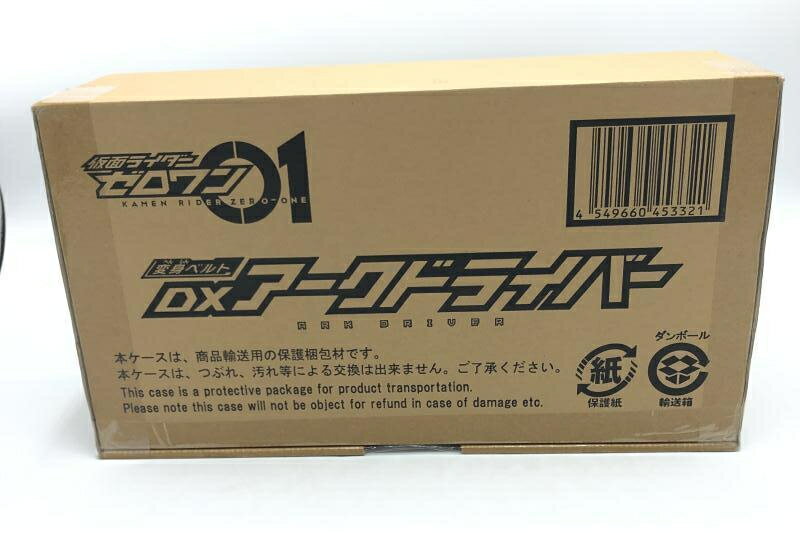 仮面ライダー
ゼロワン 01
KAMEN RIDER ZERO-ONE
4 549660 453321
へんしん
変身ベルト
DXアークドライバー
ARK DRIVER
本ケースは、商品輸送用の保護梱包材です。
本ケースは、つぶれ、汚れ等による交換は出来ません。ご了承ください。
This case is a protective package for product transportation.
Please note this case will not be object for refund in case of damage etc.
紙
保護紙
ダンボール
輸送箱